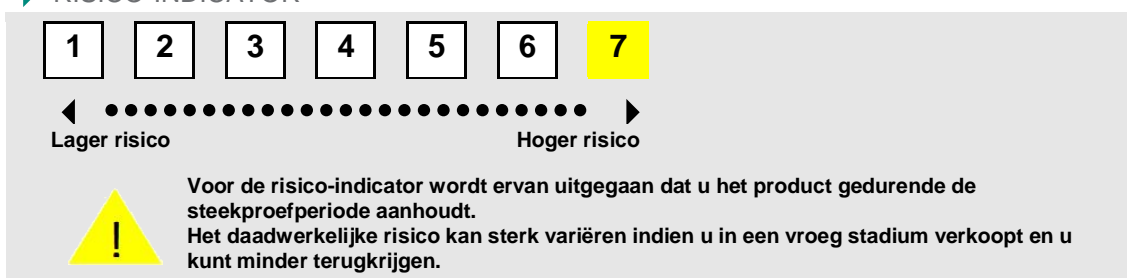 RISICO-INDICATOR
1 2 3 4 5 6 7
Lager risico Hoger risico
Voor de risico-indicator wordt ervan uitgegaan dat u het product gedurende de
steekproefperiode aanhoudt.
Het daadwerkelijke risico kan sterk variëren indien u in een vroeg stadium verkoopt en u
kunt minder terugkrijgen.